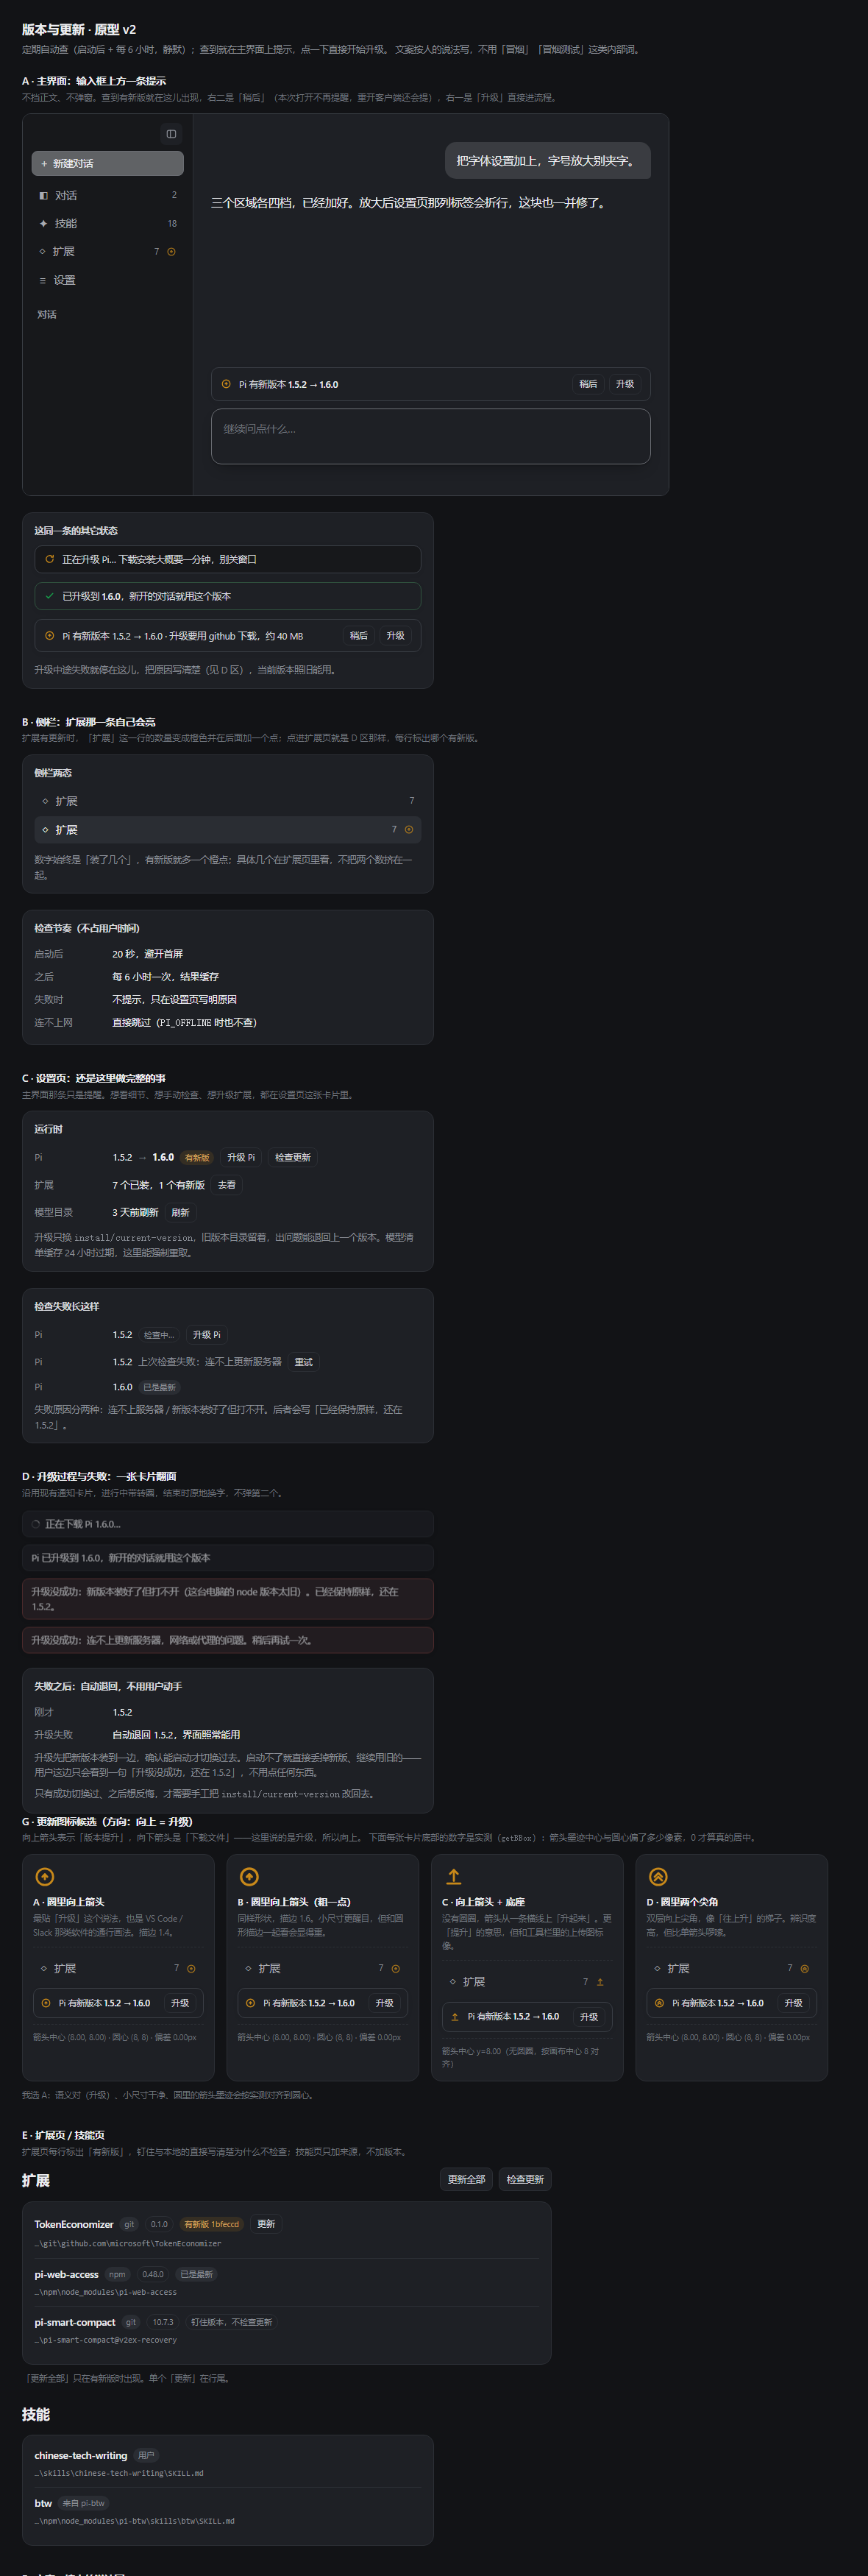 版本与更新 · 原型 v2
定期自动查（启动后 + 每 6 小时，静默）；查到就在主界面上提示，点一下直接开始升级。 文案按人的说法写，不用「冒烟」「冒烟测试」这类内部词。
A · 主界面：输入框上方一条提示
不挡正文、不弹窗。查到有新版就在这儿出现，右二是「稍后」（本次打开不再提醒，重开客户端还会提），右一是「升级」直接进流程。
+ 新建对话
对话 2
技能 18
扩展 7
设置
对话
把字体设置加上，字号放大别夹字。
三个区域各四档，已经加好。放大后设置页那列标签会折行，这块也一并修了。
Pi 有新版本 1.5.2 → 1.6.0 稍后 升级
继续问点什么...
这同一条的其它状态
正在升级 Pi... 下载安装大概要一分钟，别关窗口
已升级到 1.6.0，新开的对话就用这个版本
Pi 有新版本 1.5.2 → 1.6.0 · 升级要用 github 下载，约 40 MB 稍后 升级
升级中途失败就停在这儿，把原因写清楚（见 D 区），当前版本照旧能用。
B · 侧栏：扩展那一条自己会亮
扩展有更新时，「扩展」这一行的数量变成橙色并在后面加一个点；点进扩展页就是 D 区那样，每行标出哪个有新版。
侧栏两态
扩展 7
扩展 7
数字始终是「装了几个」，有新版就多一个橙点；具体几个在扩展页里看，不把两个数挤在一
起。
检查节奏（不占用户时间）
启动后 20 秒，避开首屏
之后 每 6 小时一次，结果缓存
失败时 不提示，只在设置页写明原因
连不上网 直接跳过（PI_OFFLINE 时也不查）
C · 设置页：还是这里做完整的事
主界面那条只是提醒。想看细节、想手动检查、想升级扩展，都在设置页这张卡片里。
运行时
Pi 1.5.2 → 1.6.0 有新版 升级 Pi 检查更新
扩展 7 个已装，1 个有新版 去看
模型目录 3 天前刷新 刷新
升级只换 install/current-version，旧版本目录留着，出问题能退回上一个版本。模型清
单缓存 24 小时过期，这里能强制重取。
检查失败长这样
Pi 1.5.2 检查中... 升级 Pi
Pi 1.5.2 上次检查失败：连不上更新服务器 重试
Pi 1.6.0 已是最新
失败原因分两种：连不上服务器 / 新版本装好了但打不开。后者会写「已经保持原样，还在
1.5.2」。
D · 升级过程与失败：一张卡片翻面
沿用现有通知卡片，进行中带转器，结束时原地换字，不弹第二个。
正在下载 Pi 1.6.0...
Pi 已升级到 1.6.0，新开的对话就用这个版本
升级没成功：新版本装好了但打不开（这台电脑的 node 版本太旧）。已经保持原样，还在
1.5.2。
升级没成功：连不上更新服务器，网络或代理的问题。稍后再试一次。
失败之后：自动退回，不用用户动手
刚才 1.5.2
升级失败 自动退回 1.5.2，界面照常能用
升级先把新版本装到一边，确认能启动才切换过去。启动不了就直接丢掉新版、继续用旧的——
用户这边只会看到一句「升级没成功，还在 1.5.2」，不用点任何东西。
只有成功切换过、之后想反悔，才需要手工把 install/current-version 改回去。
G · 更新图标候选（方向：向上 = 升级）
向上箭头表示「版本提升」，向下箭头是「下载文件」——这里说的是升级，所以向上。 下面每张卡片底部的数字是实测（getBBox）：箭头墨迹中心与圆心偏了多少像素，0 才算真的居中。
A · 圆里向上箭头
最贴「升级」这个说法，也是 VS Code /
Slack 那类软件的通行画法。描边 1.4。
扩展 7
Pi 有新版本 1.5.2 → 1.6.0 升级
箭头中心 (8.00, 8.00) · 圆心 (8, 8) · 偏差 0.00px
B · 圆里向上箭头（粗一点）
同样形状，描边 1.6。小尺寸更醒目，但和圆
形描边一起看会显得重。
扩展 7
Pi 有新版本 1.5.2 → 1.6.0 升级
箭头中心 (8.00, 8.00) · 圆心 (8, 8) · 偏差 0.00px
C · 向上箭头 + 底座
没有圆圈，箭头从一条横线上「升起来」。更
「提升」的意思，但和工具栏里的上传图标
像。
扩展 7
Pi 有新版本 1.5.2 → 1.6.0 升级
箭头中心 y=8.00（无圆圈，按画布中心 8 对
齐）
D · 圆里两个尖角
双层向上尖角，像「往上升」的梯子。辨识度
高，但比单箭头啰嗦。
扩展 7
Pi 有新版本 1.5.2 → 1.6.0 升级
箭头中心 (8.00, 8.00) · 圆心 (8, 8) · 偏差 0.00px
我选 A：语义对（升级）、小尺寸干净、圆里的箭头墨迹会按实测对齐到圆心。
E · 扩展页 / 技能页
扩展页每行标出「有新版」，钉住与本地的直接写清楚为什么不检查；技能页只加来源，不加版本。
扩展 更新全部 检查更新
TokenEconomizer git 0.1.0 有新版 1bfeccd 更新
…\git\github.com\microsoft\TokenEconomizer
pi-web-access npm 0.48.0 已是最新
…\npm\node_modules\pi-web-access
pi-smart-compact git 10.7.3 钉住版本，不检查更新
…\pi-smart-compact@v2ex-recovery
「更新全部」只在有新版时出现。单个「更新」在行尾。
技能
chinese-tech-writing 用户
…\skills\chinese-tech-writing\SKILL.md
btw 来自 pi-btw
…\npm\node_modules\pi-btw\skills\btw\SKILL.md